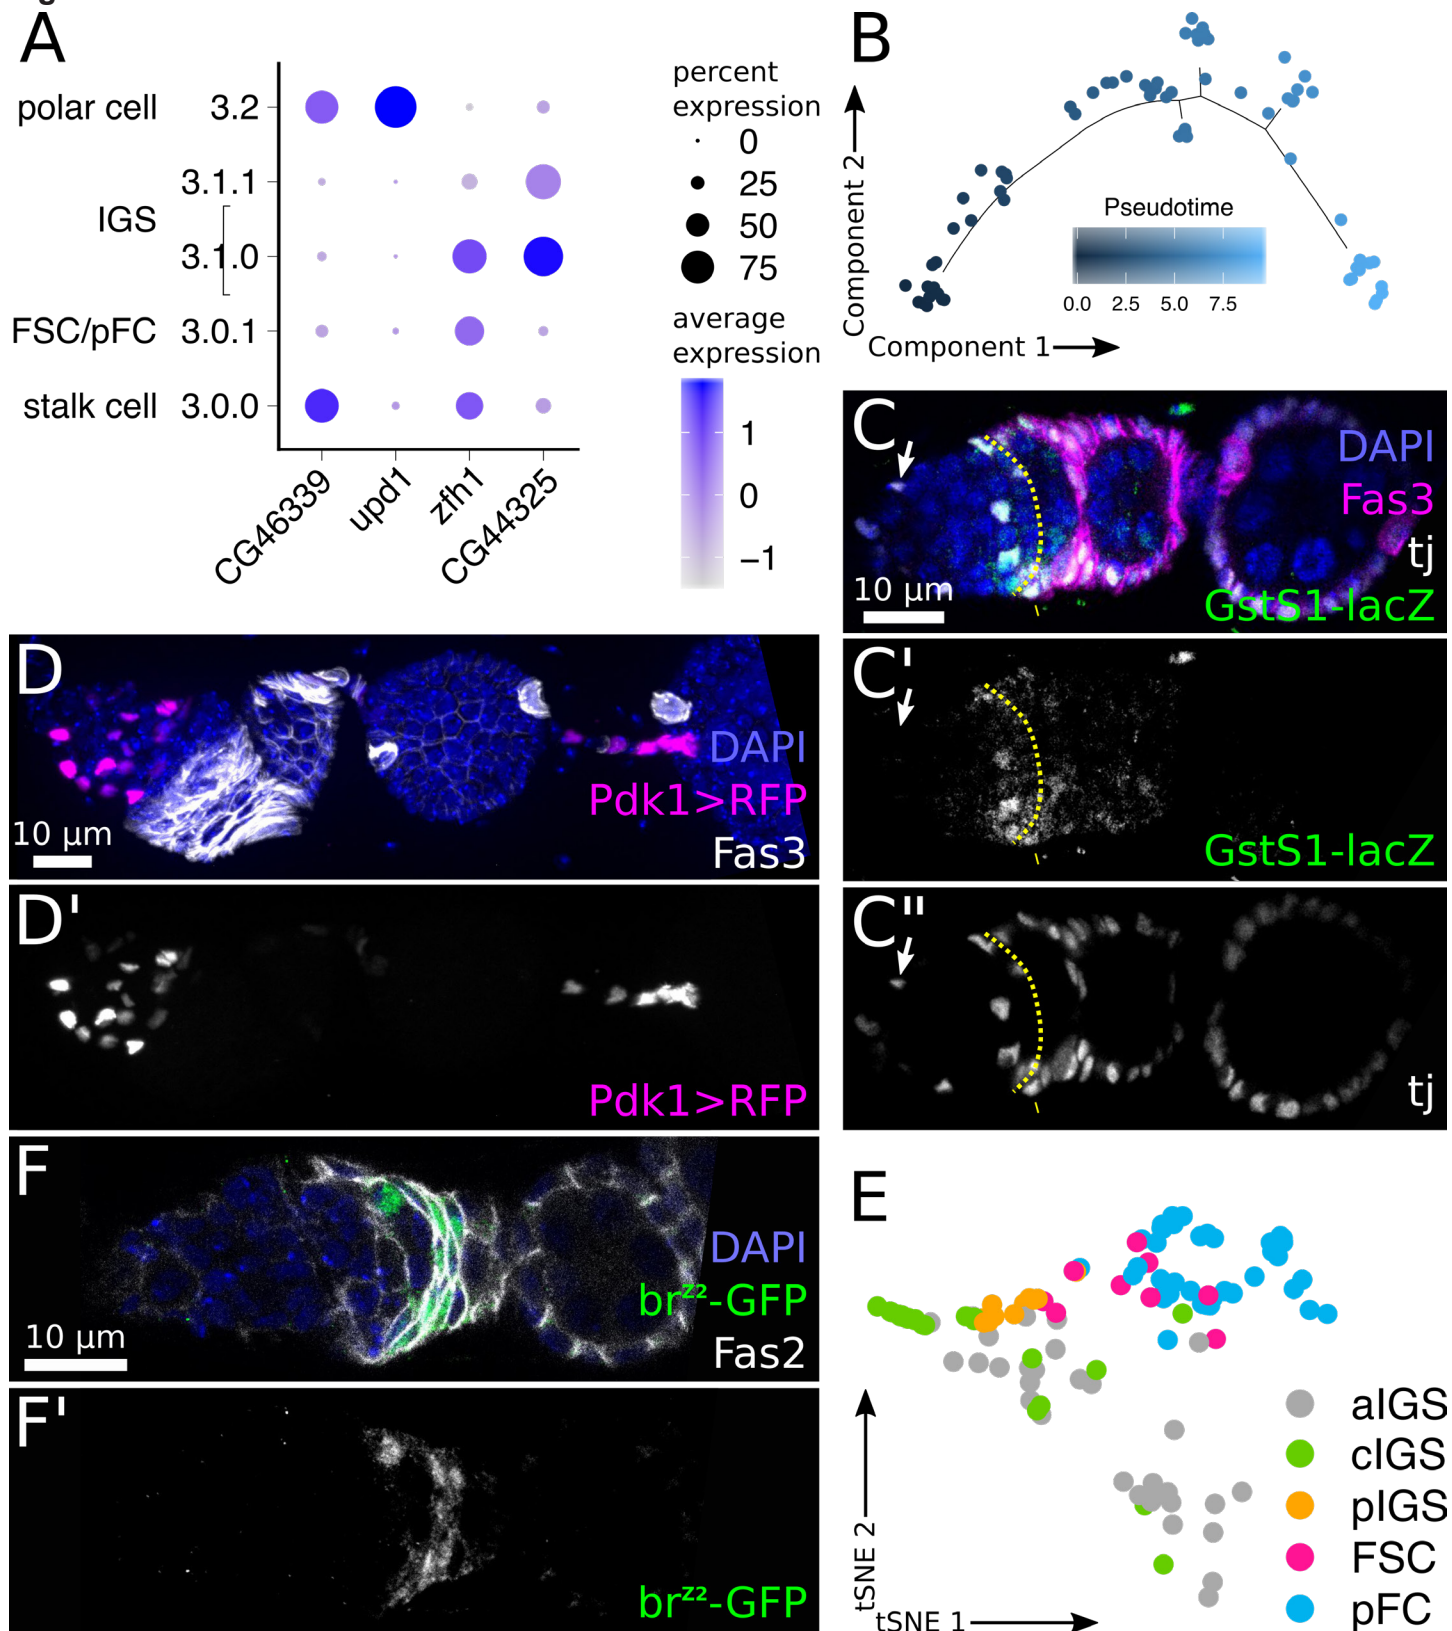 A
polar cell 3.2
3.1.1
IGS
3.1.0
FSC/pFC 3.0.1
stalk cell 3.0.0
CG46339
upd1
zfh1
CG44325
percent
expression
0
25
50
75
average
expression
1
0
−1
B
Component 2
Component 1
Pseudotime
0.0 2.5 5.0 7.5
C
DAPI
Fas3
tj
GstS1-lacZ
10 µm
C'
GstS1-lacZ
C"
tj
D
DAPI
Pdk1>RFP
Fas3
10 µm
D'
Pdk1>RFP
F
DAPI
brᶻ²-GFP
Fas2
10 µm
F'
brᶻ²-GFP
E
tSNE 2
tSNE 1
aIGS
cIGS
pIGS
FSC
pFC